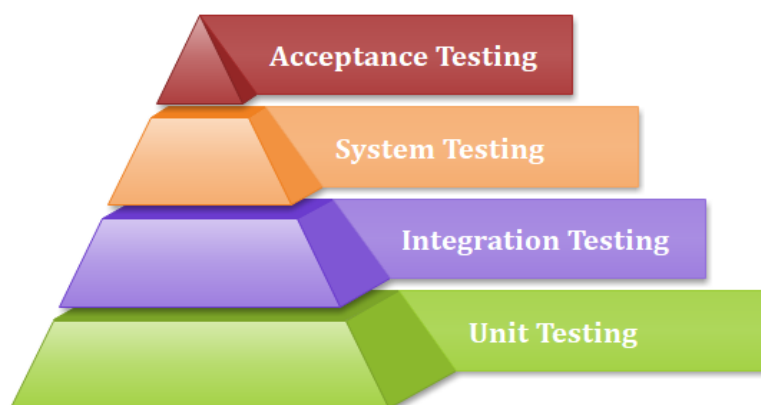 Acceptance Testing
System Testing
Integration Testing
Unit Testing